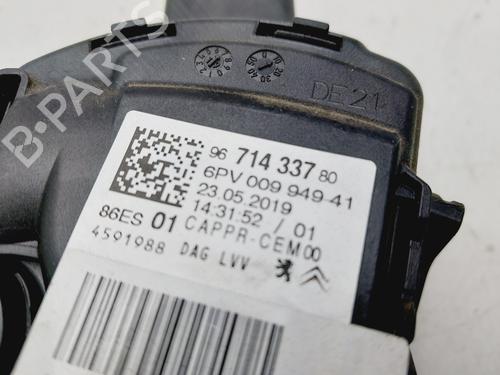 DE21
96 714 337 80
6PV 009 949-41
23.05.2019
14:31:52 / 01
86ES 01 CAPPR-CEM00
4591988 DAG LVV
B-PARTS